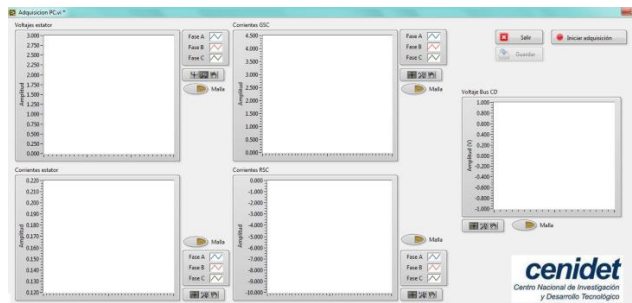 Adquisicion PC.vi *
Voltajes estator
3.000
2.750
2.500
2.250
2.000
1.750
1.500
1.250
1.000
0.750
0.500
0.250
0.000
Amplitud
Fase A
Fase B
Fase C
Malla
Corrientes GSC
4.500
4.000
3.500
3.000
2.500
2.000
1.500
1.000
0.500
0.000
Amplitud
Fase A
Fase B
Fase C
Malla
Salir
Iniciar adquisición
Guardar
Voltaje Bus CD
1.000
0.800
0.600
0.400
0.200
0.000
-0.200
-0.400
-0.600
-0.800
-1.000
Amplitud (V)
Malla
Corrientes estator
0.220
0.210
0.200
0.190
0.180
0.170
0.160
0.150
0.140
0.130
0.120
Amplitud
Malla
Fase A
Fase B
Fase C
Corrientes RSC
0.000
-1.000
-2.000
-3.000
-4.000
-5.000
-6.000
-7.000
-8.000
-9.000
-10.000
Amplitud
Malla
Fase A
Fase B
Fase C
cenidet
Centro Nacional de Investigación
y Desarrollo Tecnológico